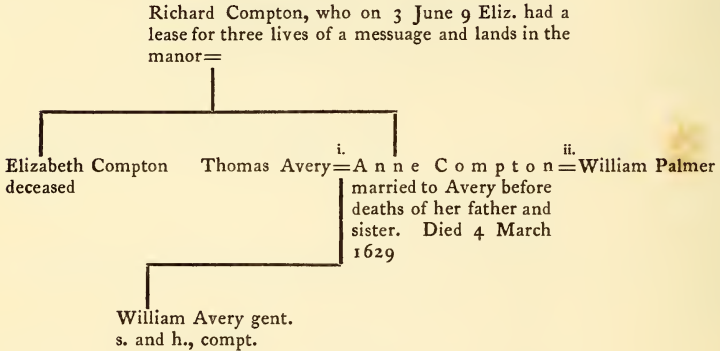 Richard Compton, who on 3 June 9 Eliz. had a
lease for three lives of a messuage and lands in the
manor=
Elizabeth Compton
deceased
i.
ii.
Thomas Avery=Anne Compton=William Palmer
married to Avery before
deaths of her father and
sister. Died 4 March
1629
William Avery gent.
s. and h., compt.